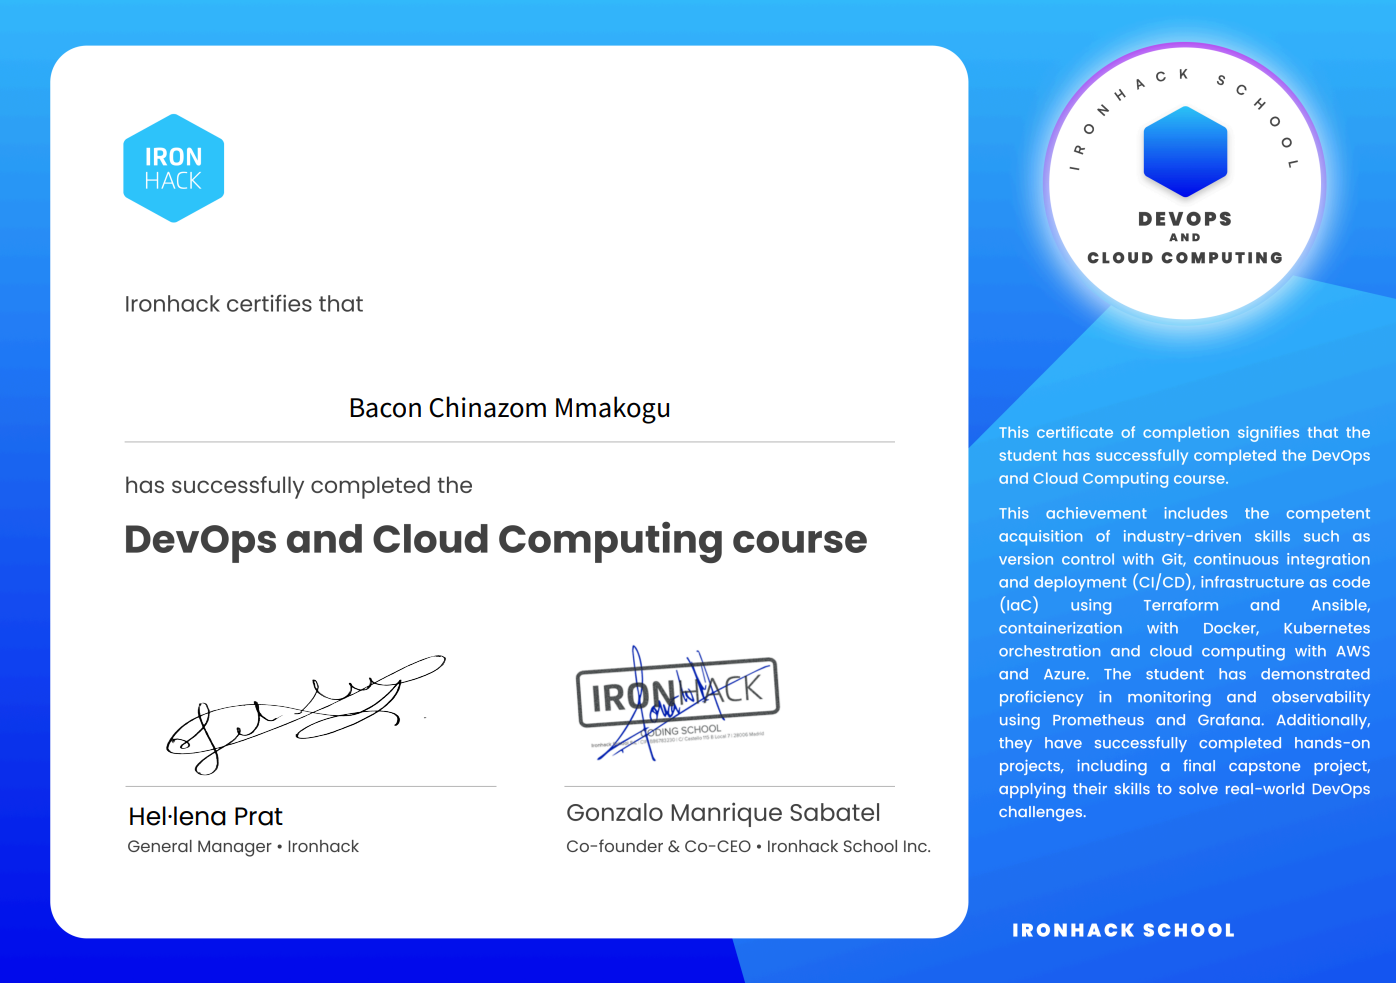 IRON
HACK
Ironhack certifies that
Bacon Chinazom Mmakogu
has successfully completed the
DevOps and Cloud Computing course
IRONHACK
CODING SCHOOL
Hel·lena Prat
General Manager • Ironhack
Gonzalo Manrique Sabatel
Co-founder & Co-CEO • Ironhack School Inc.
IRONHACK SCHOOL
DEVOPS
AND
CLOUD COMPUTING
This certificate of completion signifies that the
student has successfully completed the DevOps
and Cloud Computing course.
This achievement includes the competent
acquisition of industry-driven skills such as
version control with Git, continuous integration
and deployment (CI/CD), infrastructure as code
(IaC) using Terraform and Ansible,
containerization with Docker, Kubernetes
orchestration and cloud computing with AWS
and Azure. The student has demonstrated
proficiency in monitoring and observability
using Prometheus and Grafana. Additionally,
they have successfully completed hands-on
projects, including a final capstone project,
applying their skills to solve real-world DevOps
challenges.
IRONHACK SCHOOL